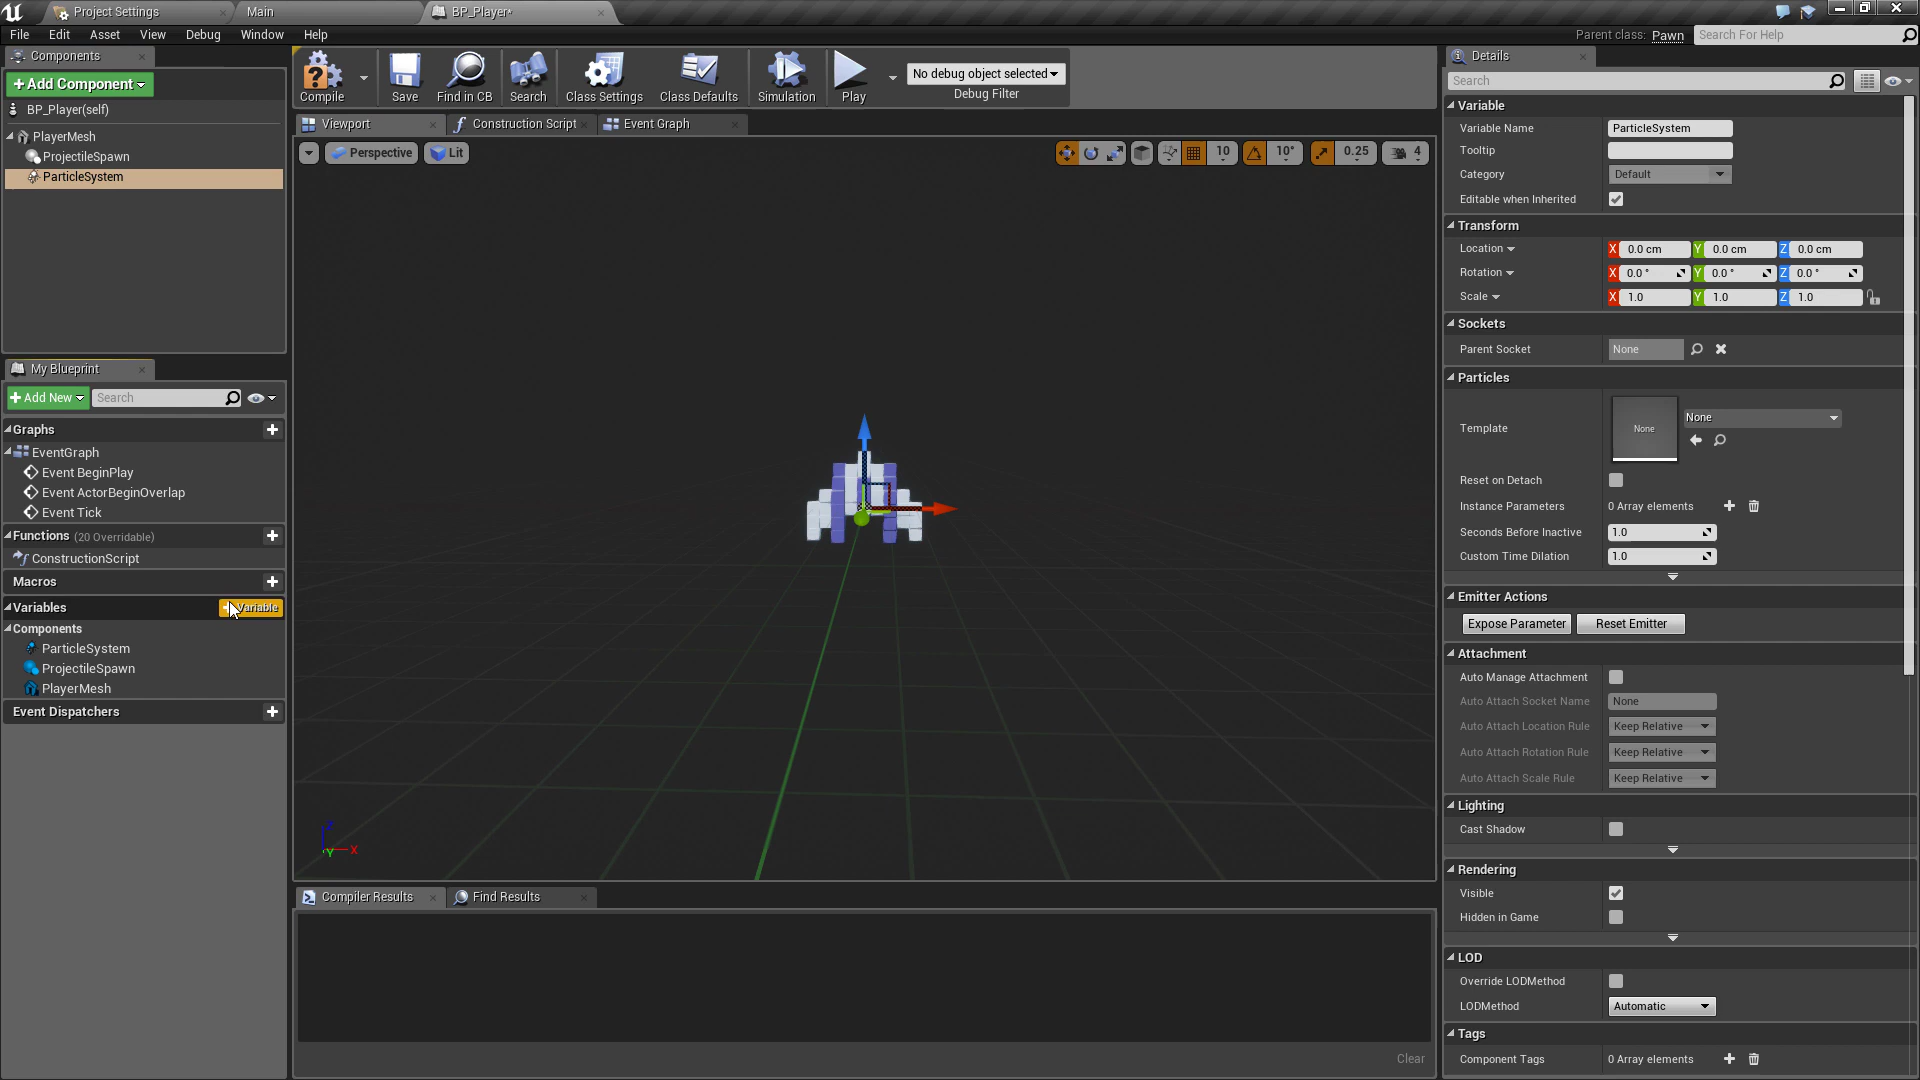 Project Settings
Main
BP_Player*
File Edit Asset View Debug Window Help
Parent class: Pawn
Search For Help
Components
+Add Component
BP_Player(self)
PlayerMesh
ProjectileSpawn
ParticleSystem
My Blueprint
+Add New
Search
Graphs
EventGraph
Event BeginPlay
Event ActorBeginOverlap
Event Tick
Functions (20 Overridable)
ConstructionScript
Macros
Variables
Variable
Components
ParticleSystem
ProjectileSpawn
PlayerMesh
Event Dispatchers
Compile
Save
Find in CB
Search
Class Settings
Class Defaults
Simulation
Play
No debug object selected
Debug Filter
Viewport
Construction Script
Event Graph
Perspective
Lit
10
10°
0.25
4
Z
X
Y
Compiler Results
Find Results
Clear
Details
Search
Variable
Variable Name ParticleSystem
Tooltip
Category Default
Editable when Inherited
Transform
Location X 0.0 cm Y 0.0 cm Z 0.0 cm
Rotation X 0.0 ° Y 0.0 ° Z 0.0 °
Scale X 1.0 Y 1.0 Z 1.0
Sockets
Parent Socket None
Particles
Template None None
Reset on Detach
Instance Parameters 0 Array elements
Seconds Before Inactive 1.0
Custom Time Dilation 1.0
Emitter Actions
Expose Parameter Reset Emitter
Attachment
Auto Manage Attachment
Auto Attach Socket Name None
Auto Attach Location Rule Keep Relative
Auto Attach Rotation Rule Keep Relative
Auto Attach Scale Rule Keep Relative
Lighting
Cast Shadow
Rendering
Visible
Hidden in Game
LOD
Override LODMethod
LODMethod Automatic
Tags
Component Tags 0 Array elements